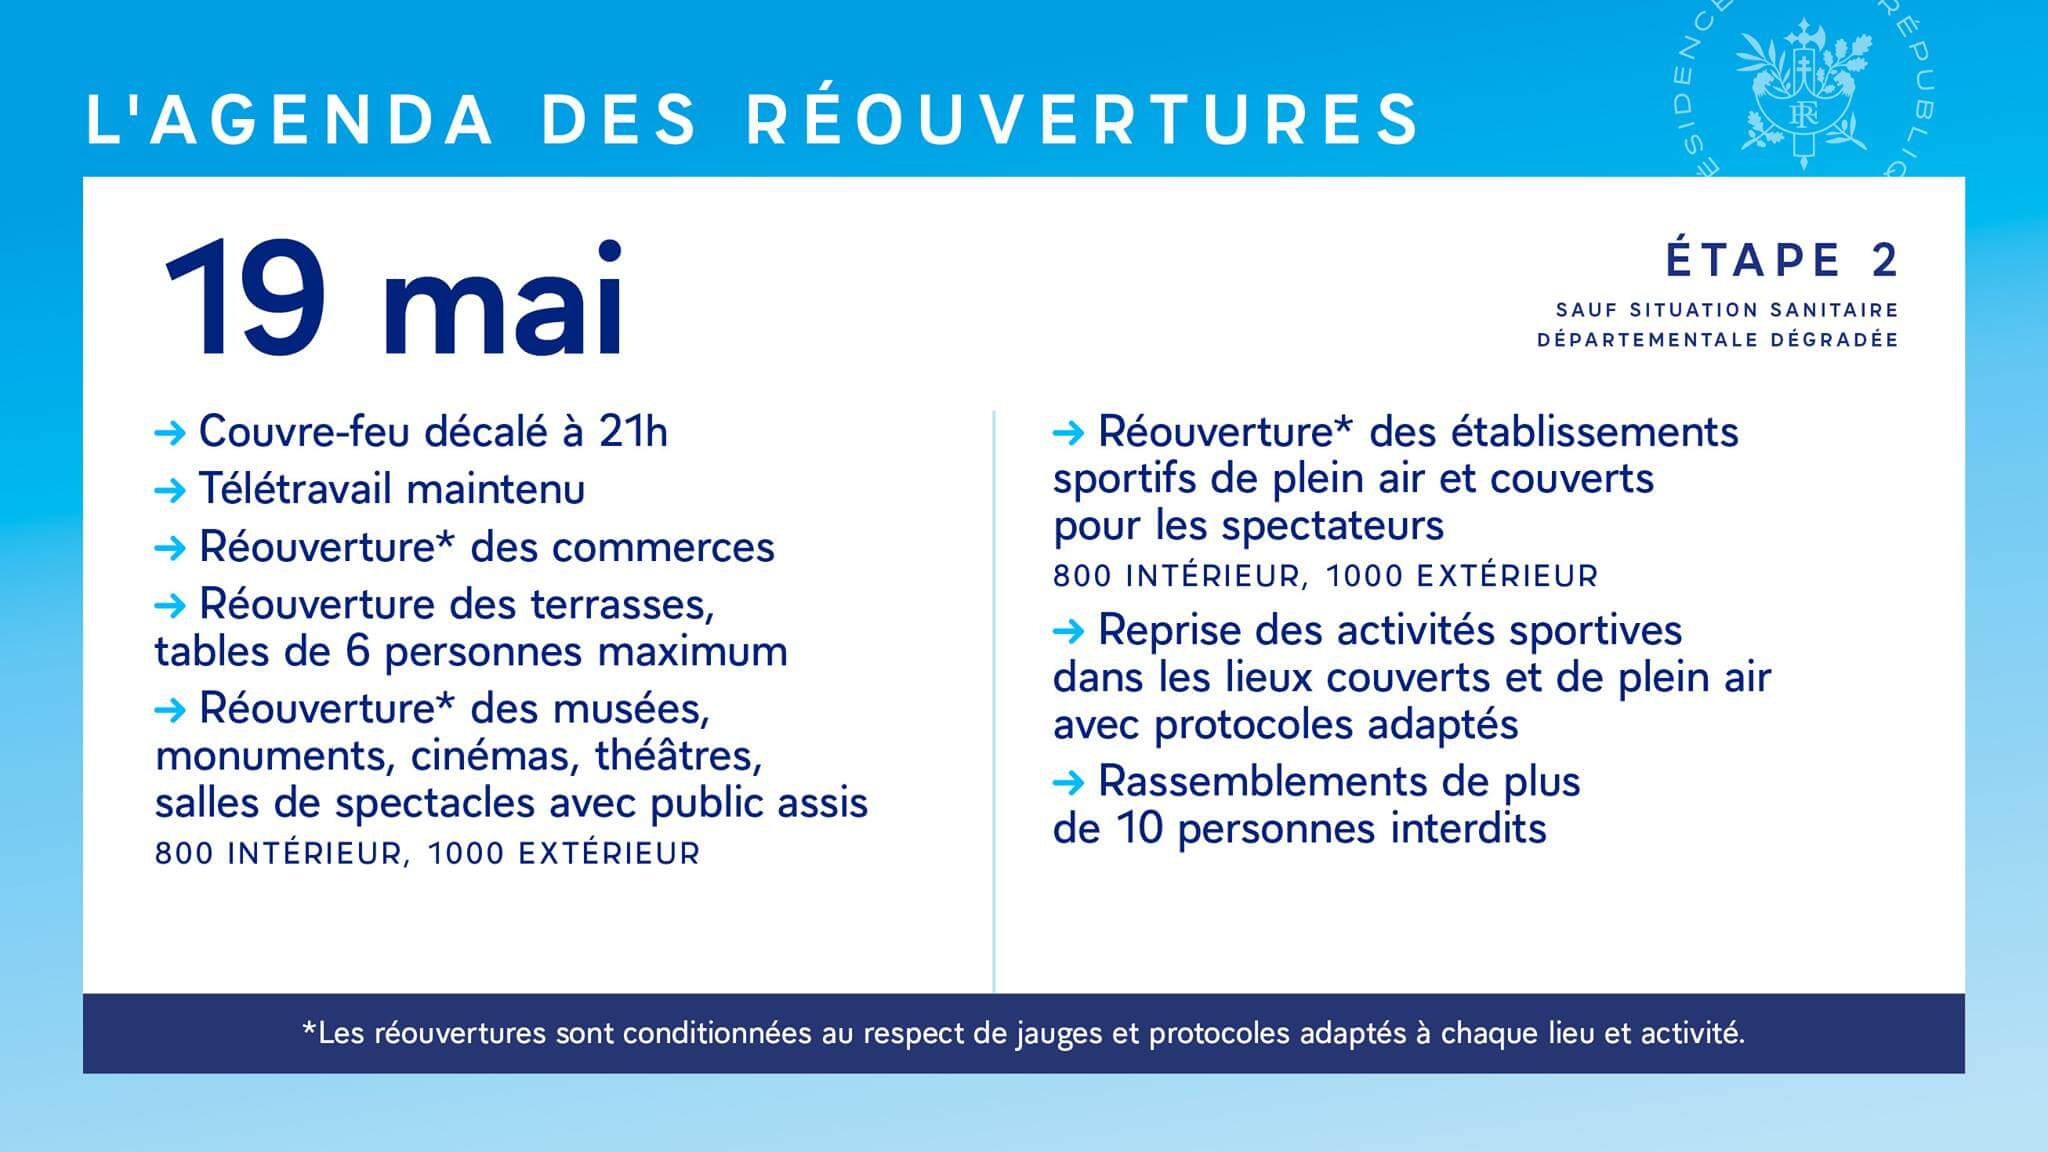 L'AGENDA DES RÉOUVERTURES
RF
19 mai
ÉTAPE 2
SAUF SITUATION SANITAIRE
DÉPARTEMENTALE DÉGRADÉE
→ Couvre-feu décalé à 21h
→ Télétravail maintenu
→ Réouverture* des commerces
→ Réouverture des terrasses,
tables de 6 personnes maximum
→ Réouverture* des musées,
monuments, cinémas, théâtres,
salles de spectacles avec public assis
800 INTÉRIEUR, 1000 EXTÉRIEUR
→ Réouverture* des établissements
sportifs de plein air et couverts
pour les spectateurs
800 INTÉRIEUR, 1000 EXTÉRIEUR
→ Reprise des activités sportives
dans les lieux couverts et de plein air
avec protocoles adaptés
→ Rassemblements de plus
de 10 personnes interdits
*Les réouvertures sont conditionnées au respect de jauges et protocoles adaptés à chaque lieu et activité.